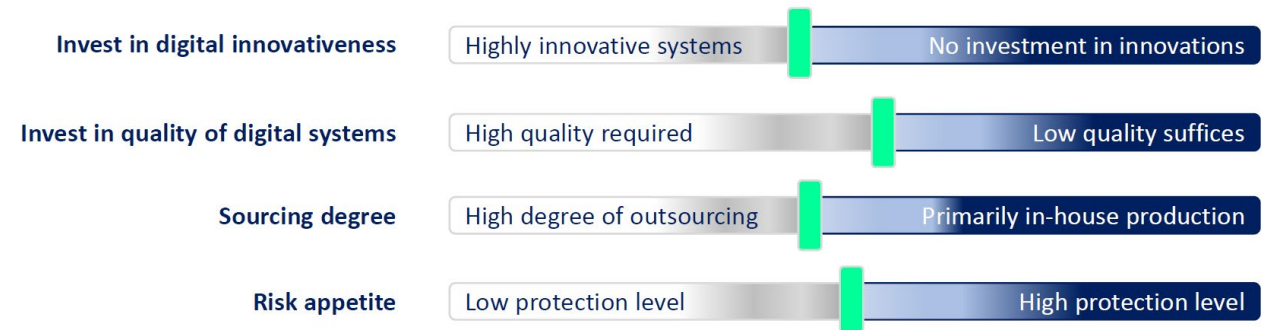 Invest in digital innovativeness
Highly innovative systems
No investment in innovations
Invest in quality of digital systems
High quality required
Low quality suffices
Sourcing degree
High degree of outsourcing
Primarily in-house production
Risk appetite
Low protection level
High protection level